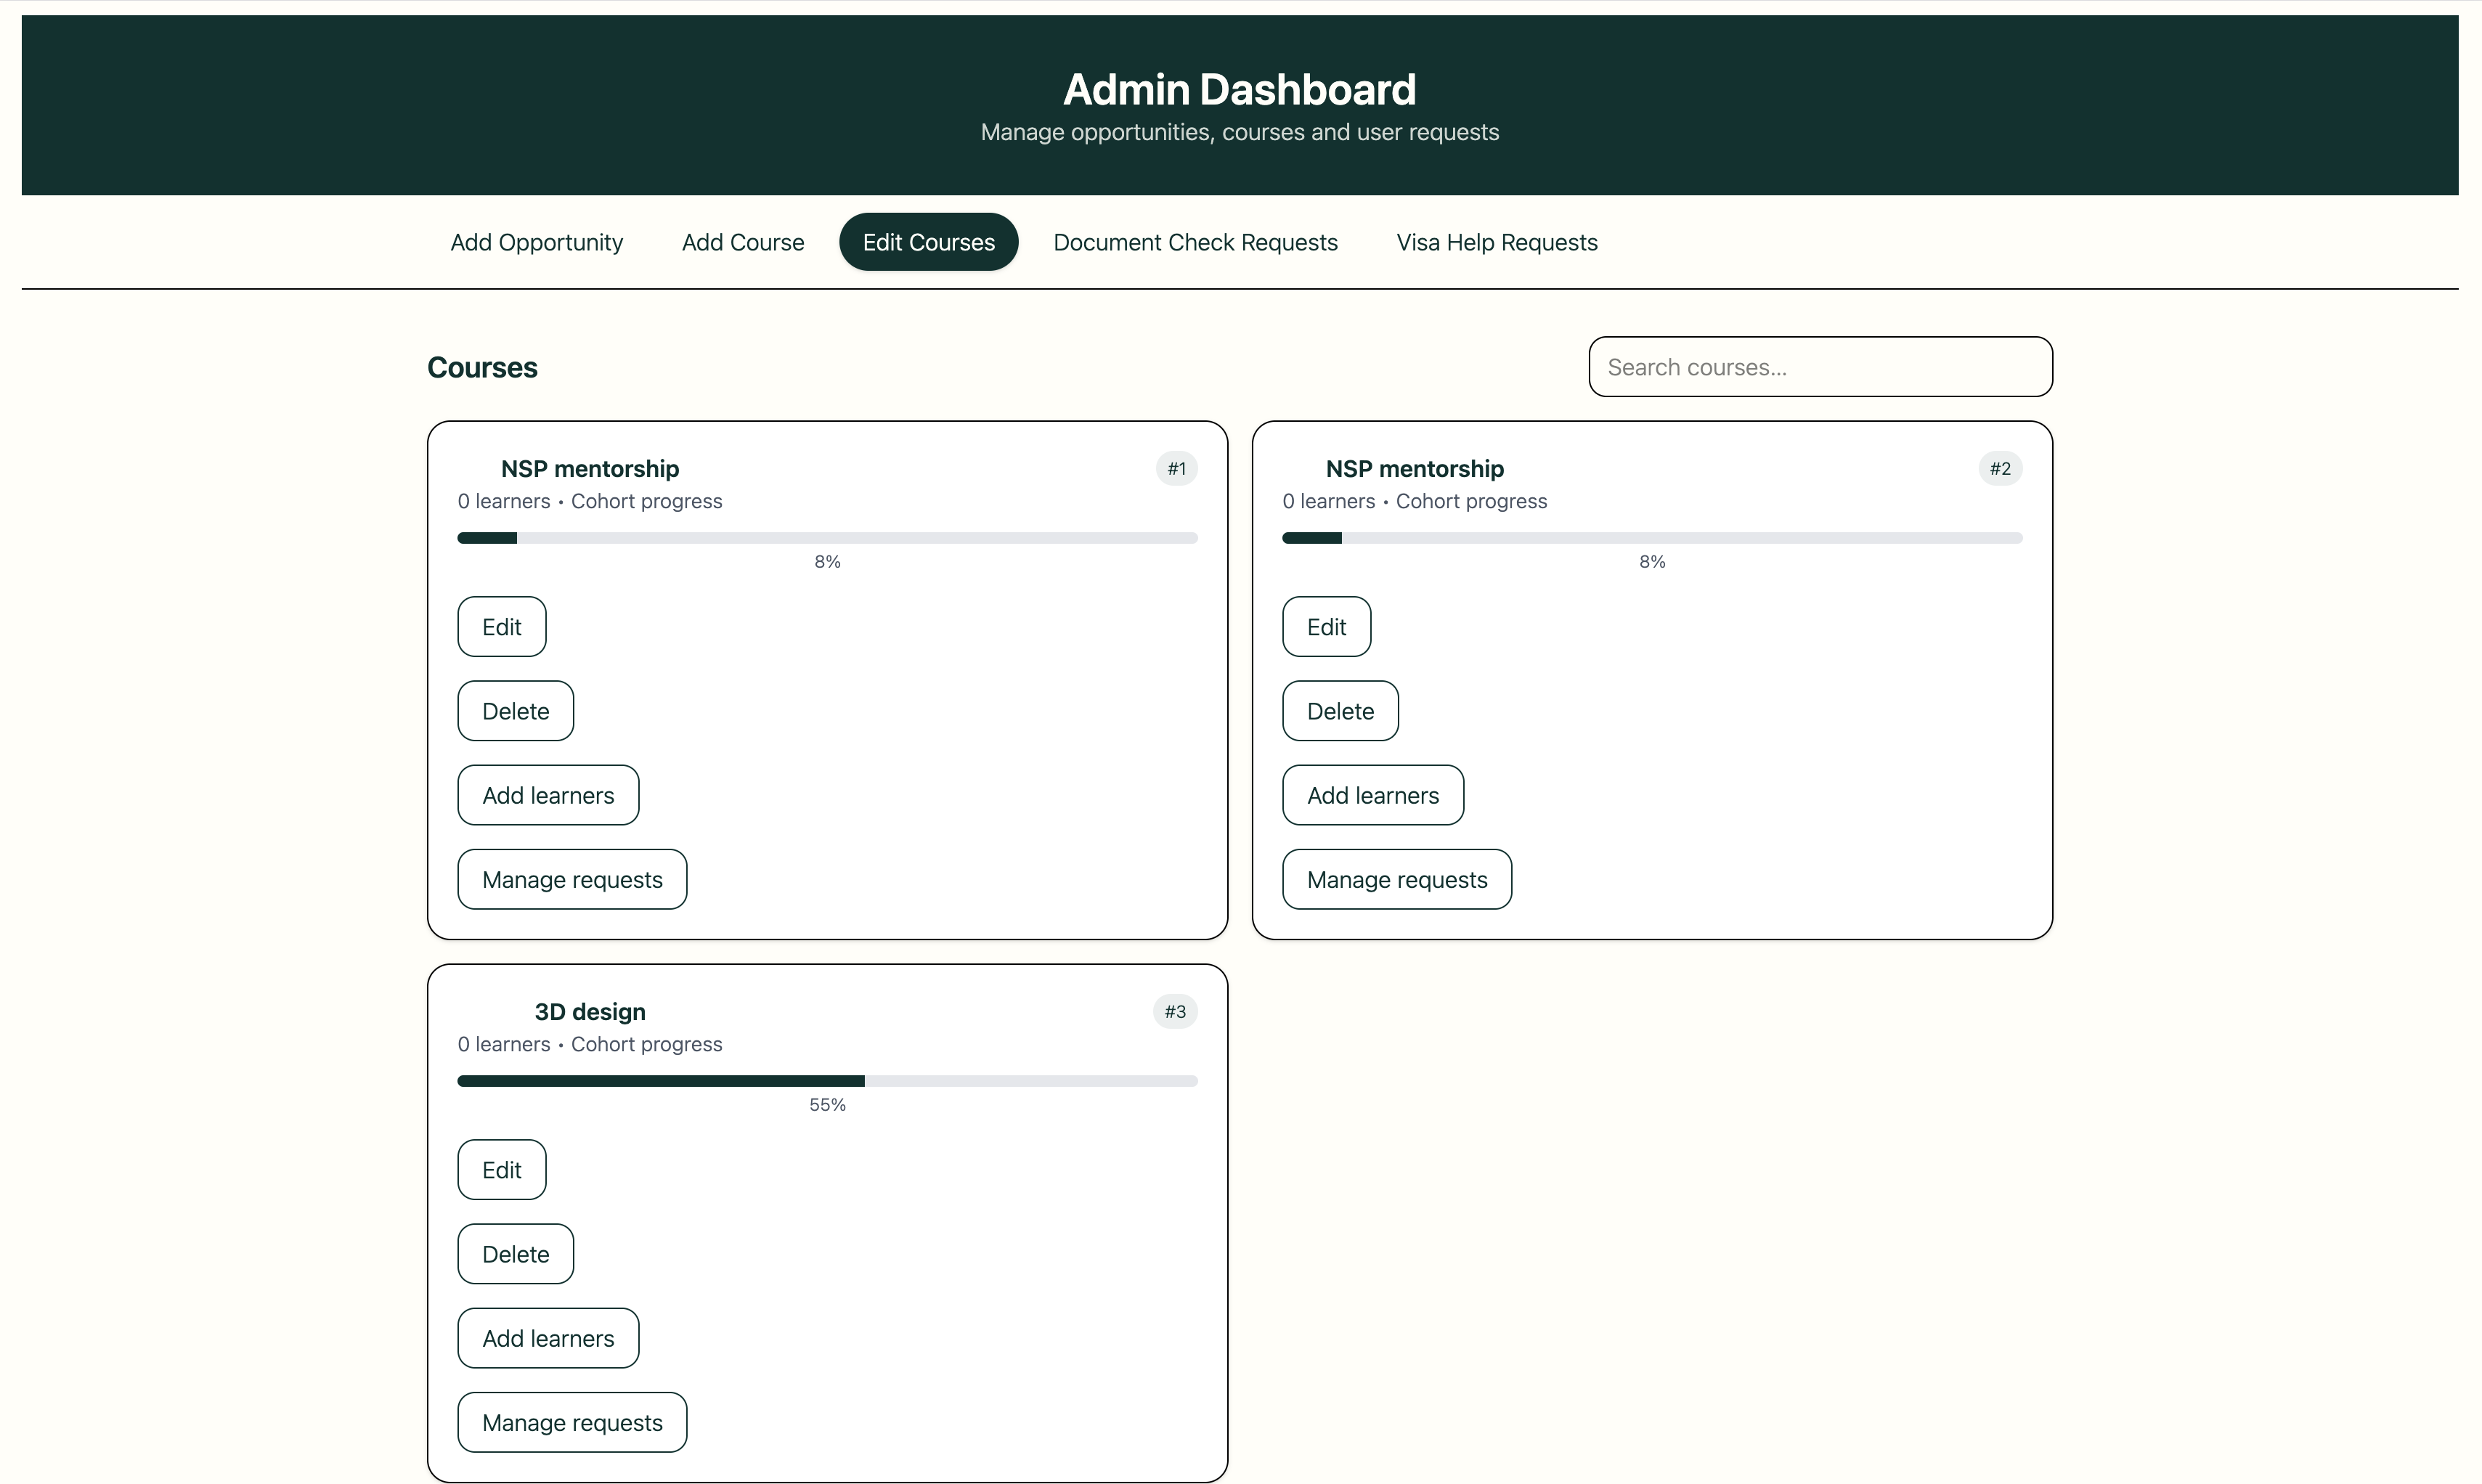 Admin Dashboard
Manage opportunities, courses and user requests
Add Opportunity Add Course Edit Courses Document Check Requests Visa Help Requests
Courses
Search courses...
NSP mentorship #1
0 learners • Cohort progress
8%
Edit
Delete
Add learners
Manage requests
NSP mentorship #2
0 learners • Cohort progress
8%
Edit
Delete
Add learners
Manage requests
3D design #3
0 learners • Cohort progress
55%
Edit
Delete
Add learners
Manage requests